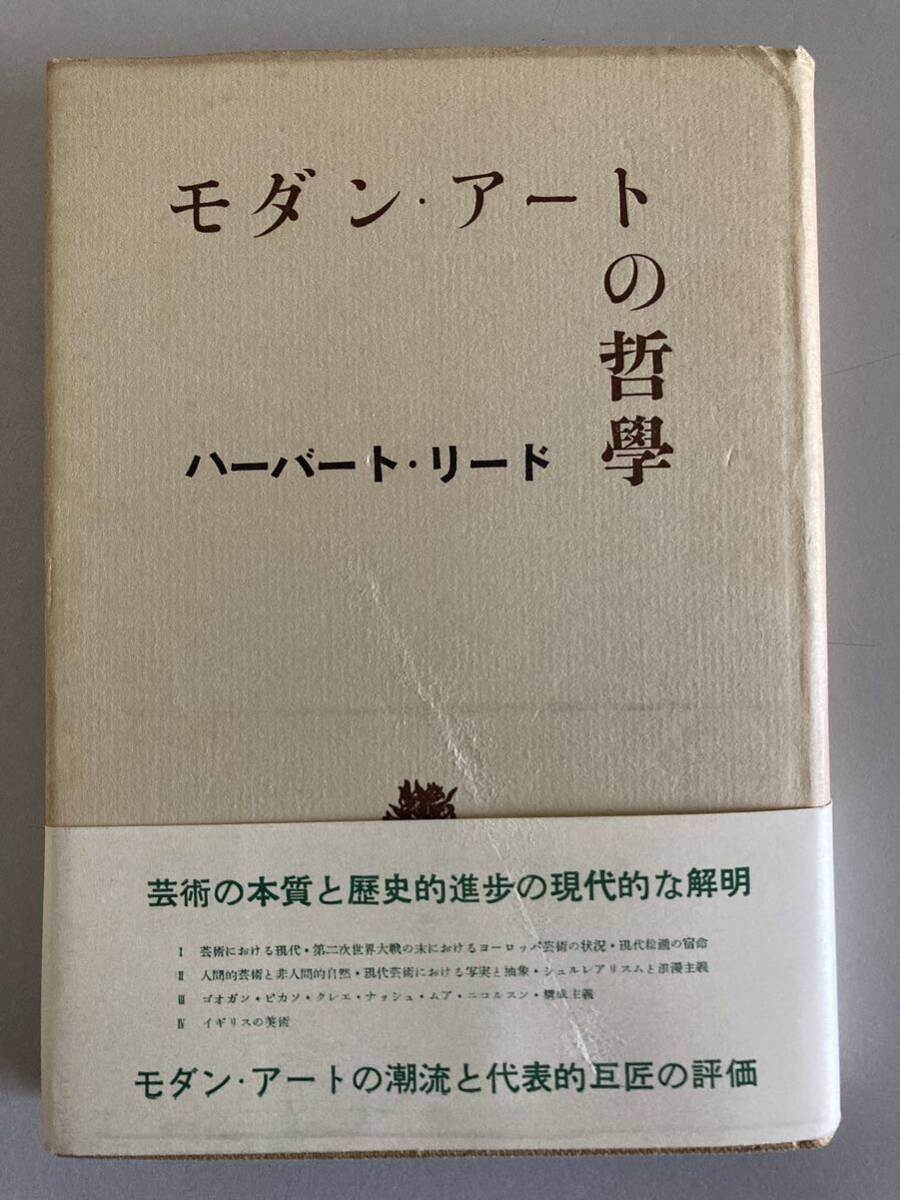 モダン・アート
の哲學
ハーバート・リード
芸術の本質と歴史的進歩の現代的な解明
Ⅰ 芸術における現代・第二次世界大戦の末におけるヨーロッパ芸術の状況・現代絵画の宿命
Ⅱ 人間的芸術と非人間的自然・現代芸術における写実と抽象・シュルレアリスムと浪漫主義
Ⅲ ゴオガン・ピカソ・クレエ・ナッシュ・ムア・ニコルスン・構成主義
Ⅳ イギリスの美術
モダン・アートの潮流と代表的巨匠の評価